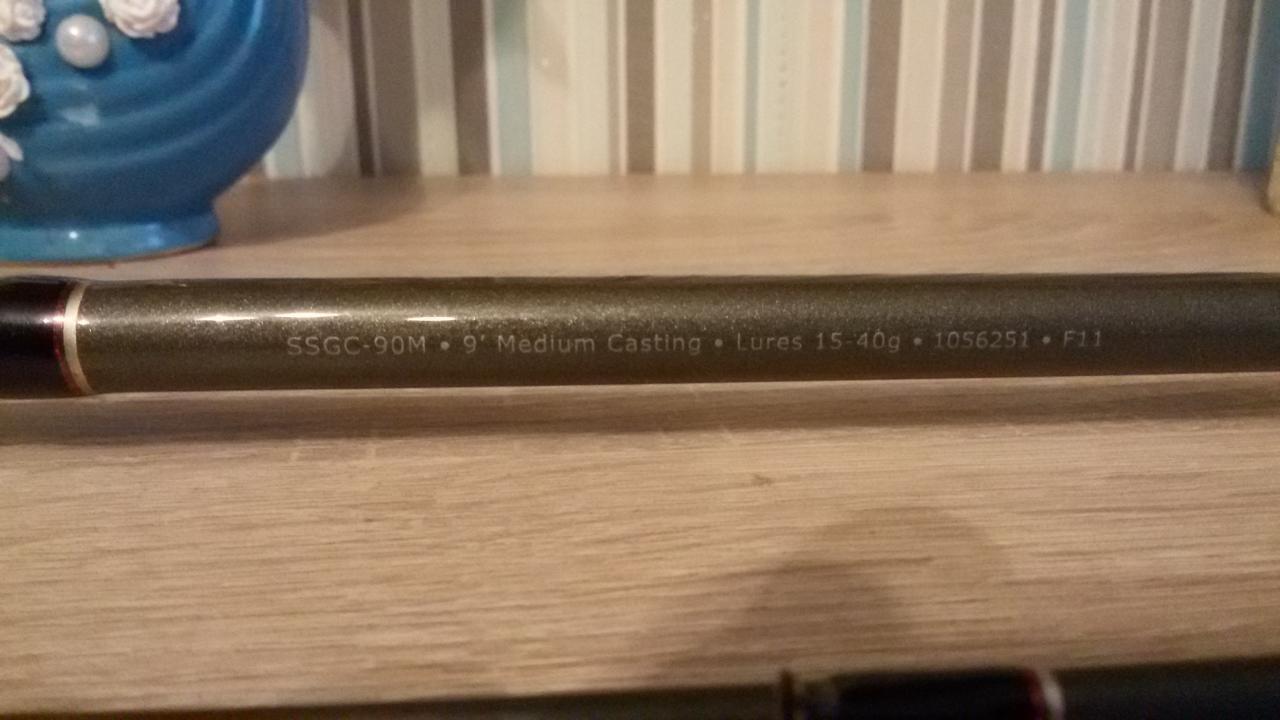 SSGC-90M • 9' Medium Casting • Lures 15-40g • 1056251 • F11